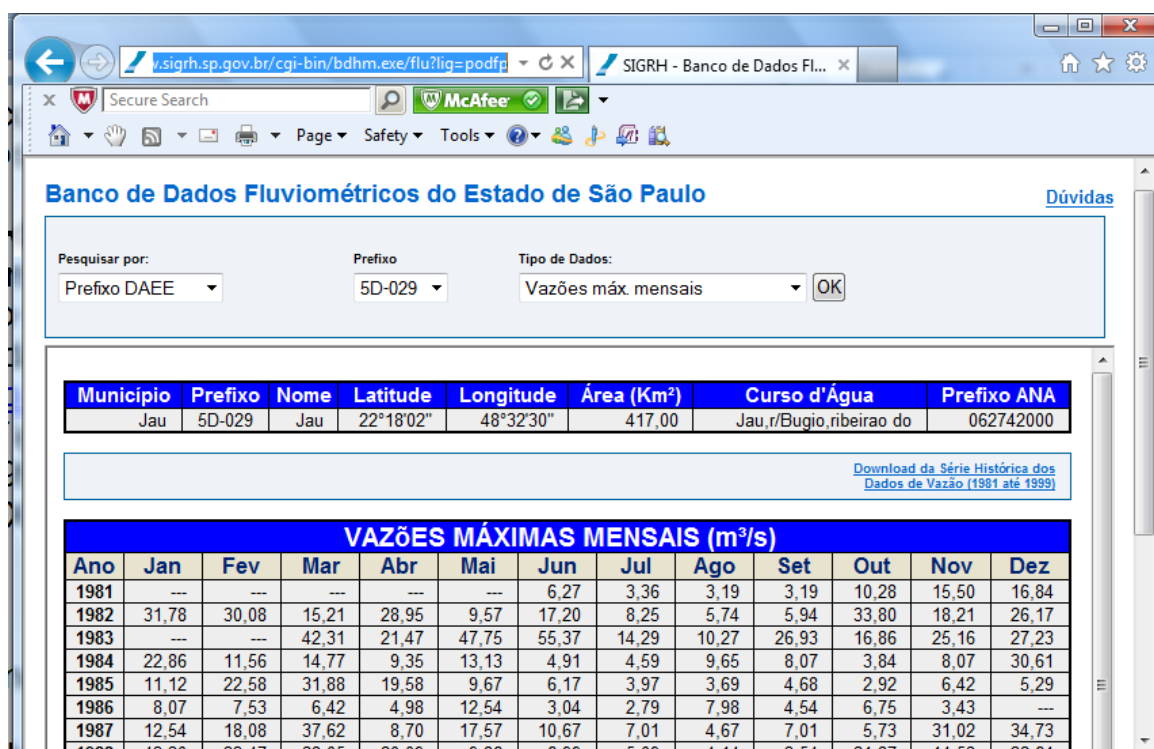 v.sigrh.sp.gov.br/cgi-bin/bdhm.exe/flu?lig=podfp
SIGRH - Banco de Dados Fl...
Secure Search McAfee
Page Safety Tools
Banco de Dados Fluviométricos do Estado de São Paulo
Dúvidas
Pesquisar por: Prefixo Tipo de Dados:
Prefixo DAEE 5D-029 Vazões máx. mensais OK
Município Prefixo Nome Latitude Longitude Área (Km²) Curso d'Água Prefixo ANA
Jau 5D-029 Jau 22°18'02" 48°32'30" 417,00 Jau,r/Bugio,ribeirao do 062742000
Download da Série Histórica dos
Dados de Vazão (1981 até 1999)
VAZõES MÁXIMAS MENSAIS (m³/s)
Ano Jan Fev Mar Abr Mai Jun Jul Ago Set Out Nov Dez
1981 --- --- --- --- --- 6,27 3,36 3,19 3,19 10,28 15,50 16,84
1982 31,78 30,08 15,21 28,95 9,57 17,20 8,25 5,74 5,94 33,80 18,21 26,17
1983 --- --- 42,31 21,47 47,75 55,37 14,29 10,27 26,93 16,86 25,16 27,23
1984 22,86 11,56 14,77 9,35 13,13 4,91 4,59 9,65 8,07 3,84 8,07 30,61
1985 11,12 22,58 31,88 19,58 9,67 6,17 3,97 3,69 4,68 2,92 6,42 5,29
1986 8,07 7,53 6,42 4,98 12,54 3,04 2,79 7,98 4,54 6,75 3,43 ---
1987 12,54 18,08 37,62 8,70 17,57 10,67 7,01 4,67 7,01 5,73 31,02 34,73